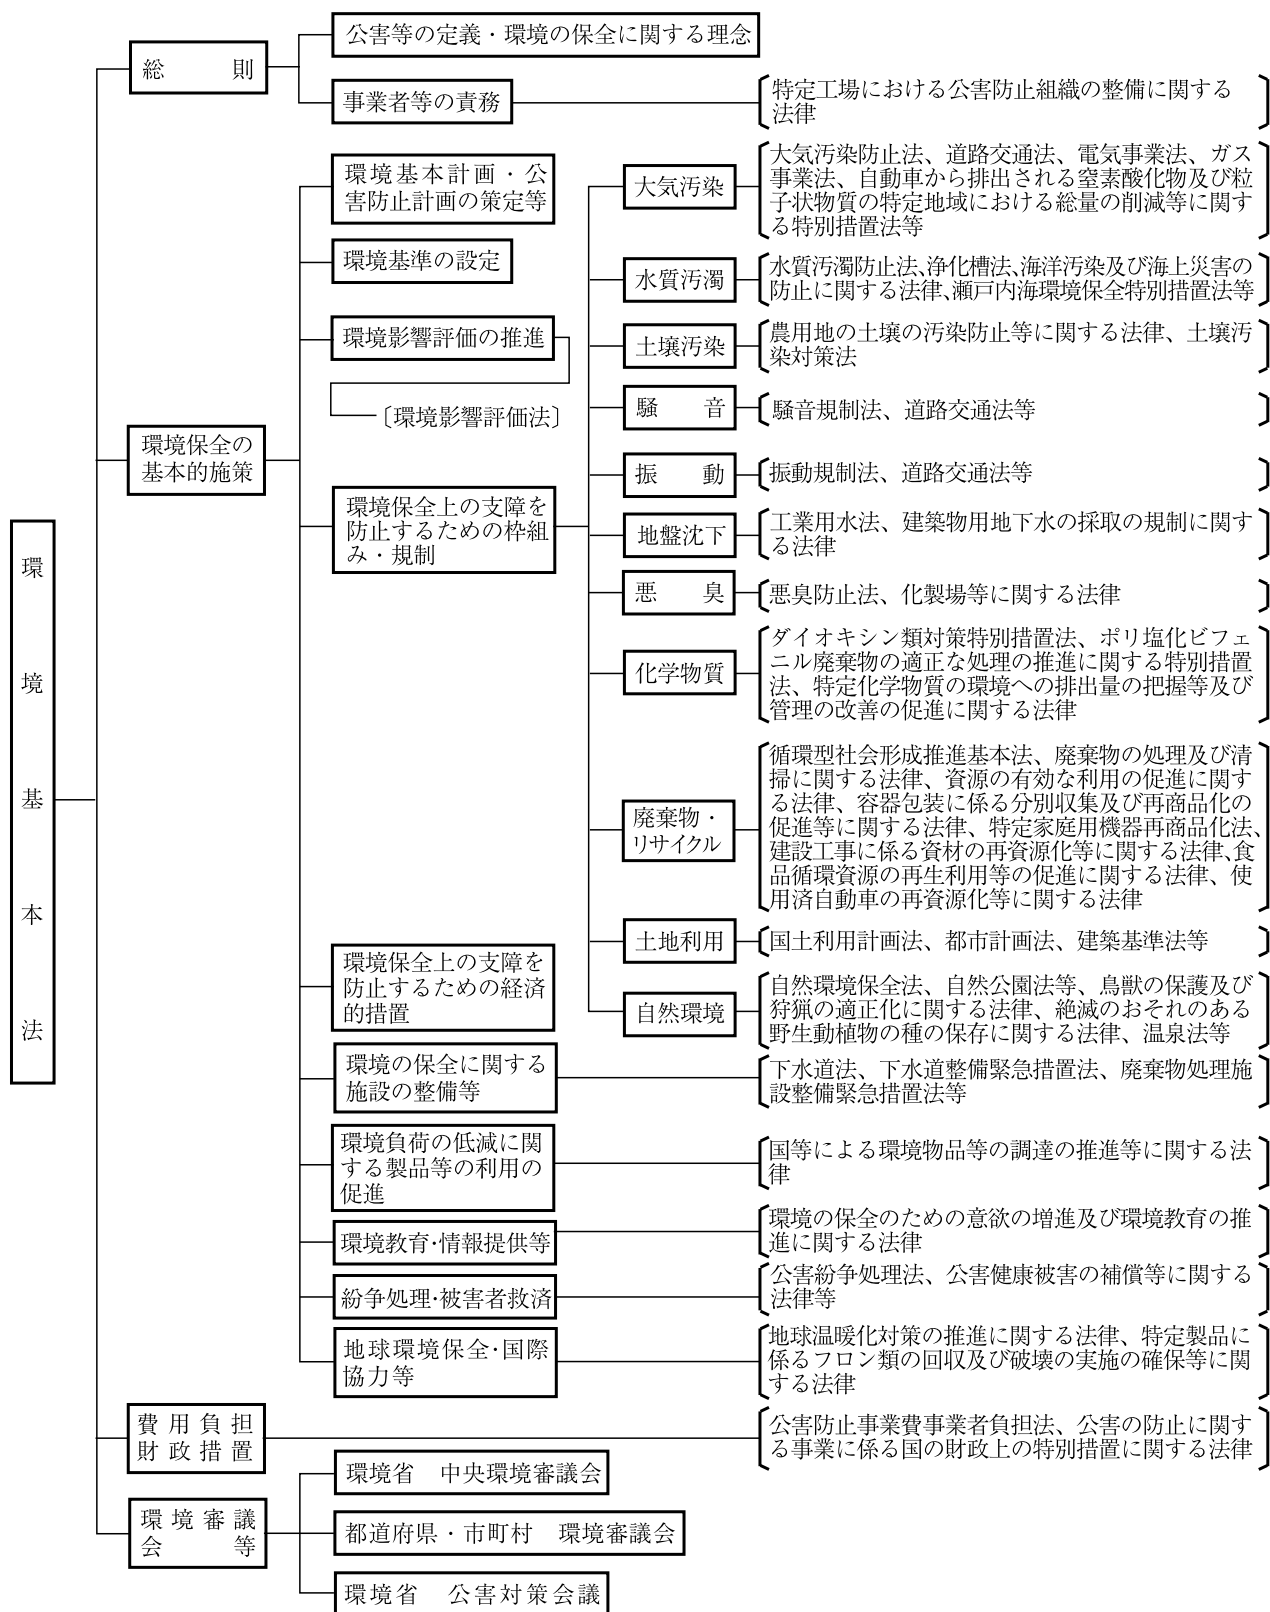 環境基本法
総　則
公害等の定義・環境の保全に関する理念
事業者等の責務
特定工場における公害防止組織の整備に関する
法律
環境保全の
基本的施策
環境基本計画・公
害防止計画の策定等
環境基準の設定
環境影響評価の推進
〔環境影響評価法〕
環境保全上の支障を
防止するための枠組
み・規制
大気汚染
大気汚染防止法、道路交通法、電気事業法、ガス
事業法、自動車から排出される窒素酸化物及び粒
子状物質の特定地域における総量の削減等に関す
る特別措置法等
水質汚濁
水質汚濁防止法、浄化槽法、海洋汚染及び海上災害の
防止に関する法律、瀬戸内海環境保全特別措置法等
土壌汚染
農用地の土壌の汚染防止等に関する法律、土壌汚
染対策法
騒　音
騒音規制法、道路交通法等
振　動
振動規制法、道路交通法等
地盤沈下
工業用水法、建築物用地下水の採取の規制に関す
る法律
悪　臭
悪臭防止法、化製場等に関する法律
化学物質
ダイオキシン類対策特別措置法、ポリ塩化ビフェ
ニル廃棄物の適正な処理の推進に関する特別措置
法、特定化学物質の環境への排出量の把握等及び
管理の改善の促進に関する法律
廃棄物・
リサイクル
循環型社会形成推進基本法、廃棄物の処理及び清
掃に関する法律、資源の有効な利用の促進に関す
る法律、容器包装に係る分別収集及び再商品化の
促進等に関する法律、特定家庭用機器再商品化法、
建設工事に係る資材の再資源化等に関する法律、食
品循環資源の再生利用等の促進に関する法律、使
用済自動車の再資源化等に関する法律
土地利用
国土利用計画法、都市計画法、建築基準法等
自然環境
自然環境保全法、自然公園法等、鳥獣の保護及び
狩猟の適正化に関する法律、絶滅のおそれのある
野生動植物の種の保存に関する法律、温泉法等
環境保全上の支障を
防止するための経済
的措置
環境の保全に関する
施設の整備等
下水道法、下水道整備緊急措置法、廃棄物処理施
設整備緊急措置法等
環境負荷の低減に関
する製品等の利用の
促進
国等による環境物品等の調達の推進等に関する法
律
環境教育・情報提供等
環境の保全のための意欲の増進及び環境教育の推
進に関する法律
紛争処理・被害者救済
公害紛争処理法、公害健康被害の補償等に関する
法律等
地球環境保全・国際
協力等
地球温暖化対策の推進に関する法律、特定製品に
係るフロン類の回収及び破壊の実施の確保等に関
する法律
費用負担
財政措置
公害防止事業費事業者負担法、公害の防止に関す
る事業に係る国の財政上の特別措置に関する法律
環境審議
会　等
環境省　中央環境審議会
都道府県・市町村　環境審議会
環境省　公害対策会議